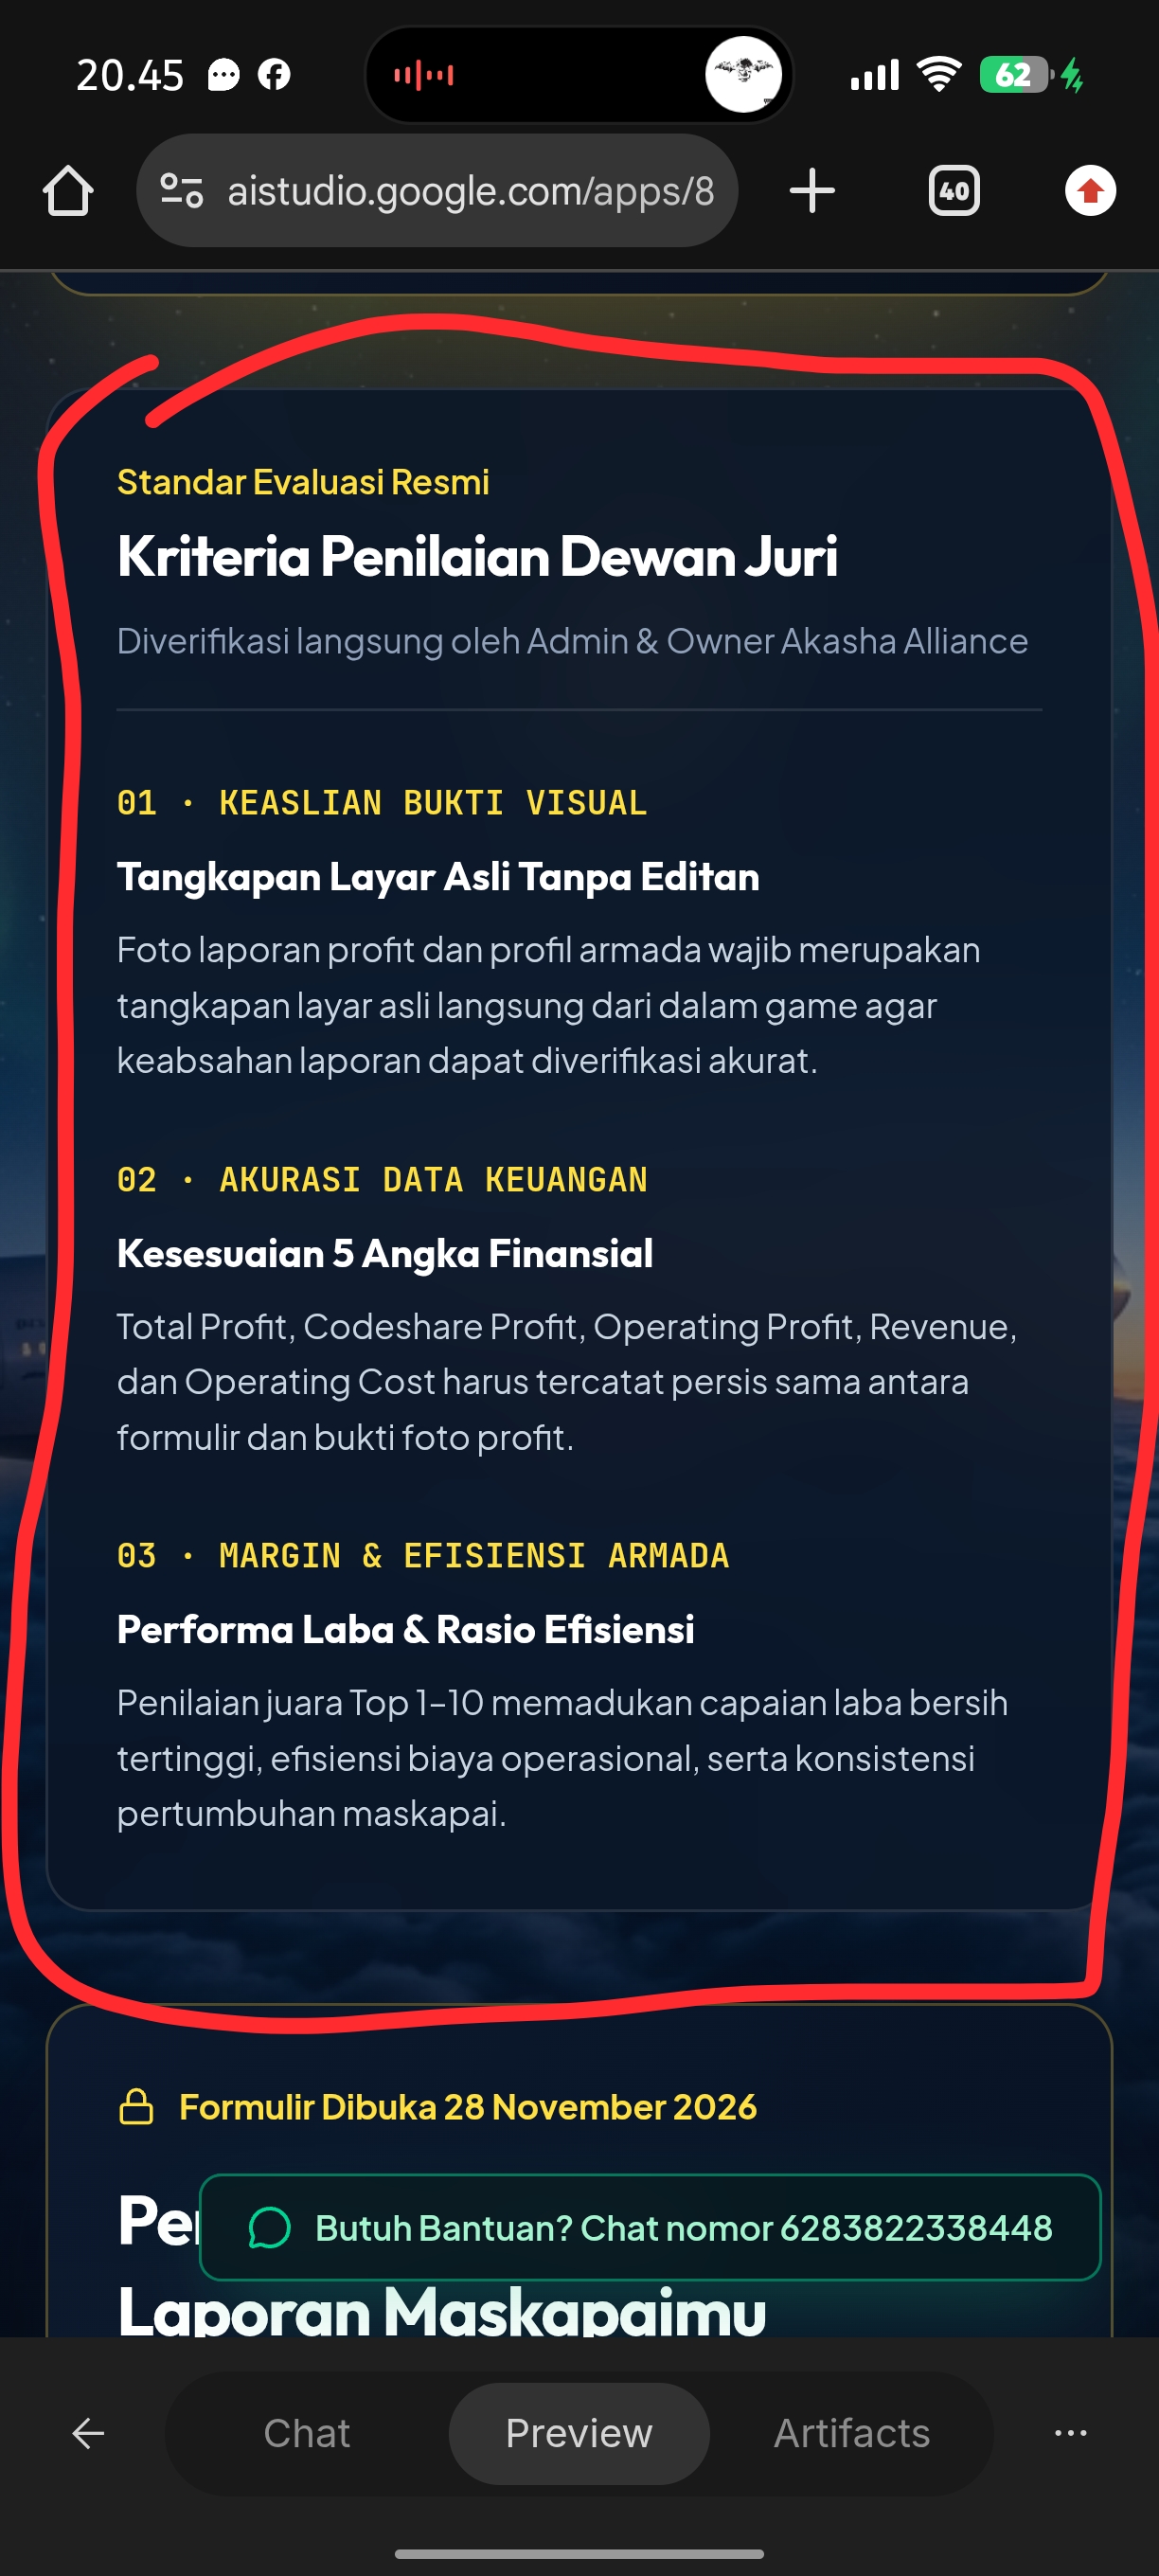 20.45
62
aistudio.google.com/apps/8
40
Standar Evaluasi Resmi
Kriteria Penilaian Dewan Juri
Diverifikasi langsung oleh Admin & Owner Akasha Alliance
01 · KEASLIAN BUKTI VISUAL
Tangkapan Layar Asli Tanpa Editan
Foto laporan profit dan profil armada wajib merupakan
tangkapan layar asli langsung dari dalam game agar
keabsahan laporan dapat diverifikasi akurat.
02 · AKURASI DATA KEUANGAN
Kesesuaian 5 Angka Finansial
Total Profit, Codeshare Profit, Operating Profit, Revenue,
dan Operating Cost harus tercatat persis sama antara
formulir dan bukti foto profit.
03 · MARGIN & EFISIENSI ARMADA
Performa Laba & Rasio Efisiensi
Penilaian juara Top 1–10 memadukan capaian laba bersih
tertinggi, efisiensi biaya operasional, serta konsistensi
pertumbuhan maskapai.
Formulir Dibuka 28 November 2026
Butuh Bantuan? Chat nomor 6283822338448
Laporan Maskapaimu
Chat
Preview
Artifacts